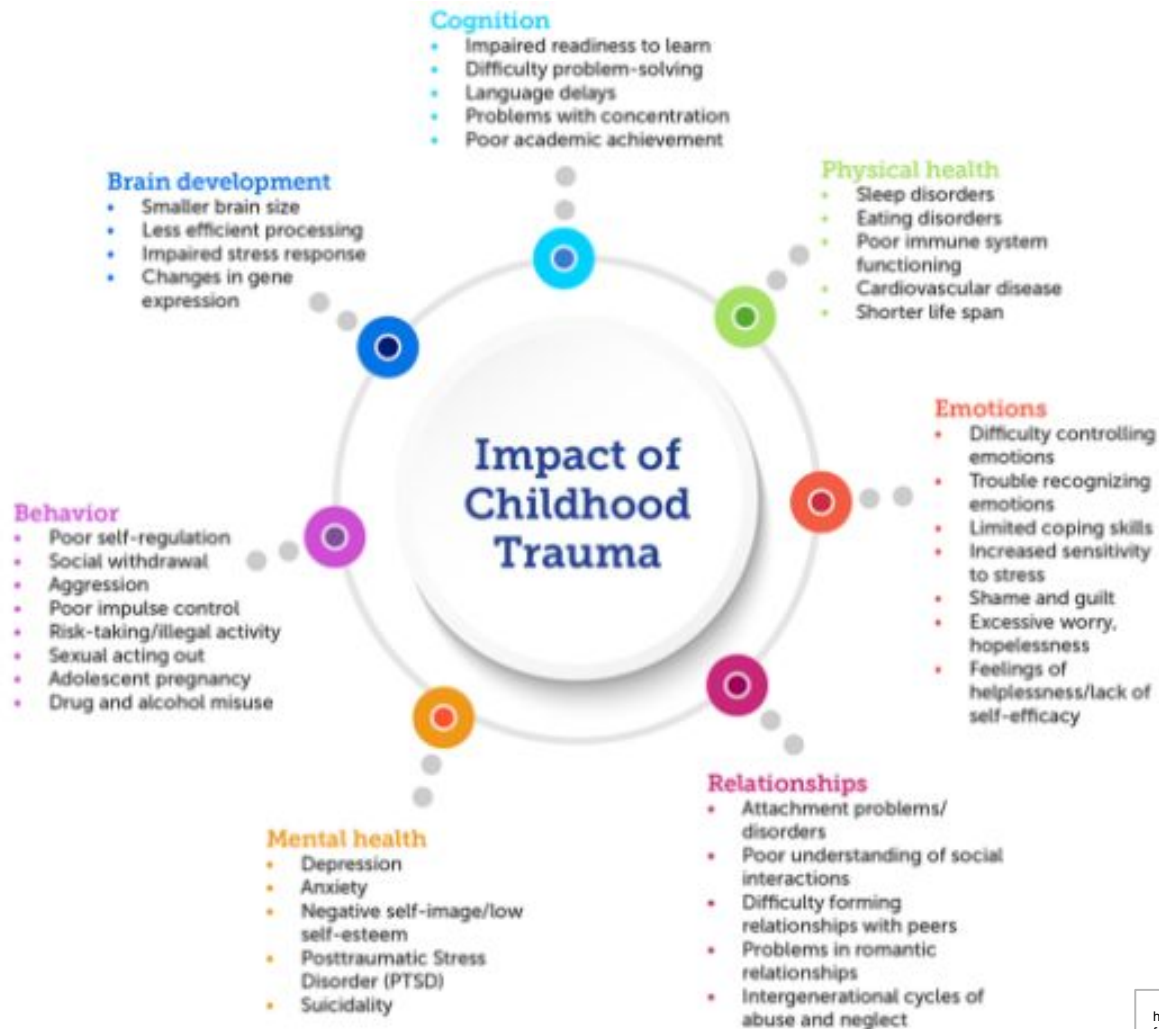 Cognition
• Impaired readiness to learn
• Difficulty problem-solving
• Language delays
• Problems with concentration
• Poor academic achievement
Physical health
• Sleep disorders
• Eating disorders
• Poor immune system
functioning
• Cardiovascular disease
• Shorter life span
Emotions
• Difficulty controlling
emotions
• Trouble recognizing
emotions
• Limited coping skills
• Increased sensitivity
to stress
• Shame and guilt
• Excessive worry,
hopelessness
• Feelings of
helplessness/lack of
self-efficacy
Relationships
• Attachment problems/
disorders
• Poor understanding of social
interactions
• Difficulty forming
relationships with peers
• Problems in romantic
relationships
• Intergenerational cycles of
abuse and neglect
Mental health
• Depression
• Anxiety
• Negative self-image/low
self-esteem
• Posttraumatic Stress
Disorder (PTSD)
• Suicidality
Behavior
• Poor self-regulation
• Social withdrawal
• Aggression
• Poor impulse control
• Risk-taking/illegal activity
• Sexual acting out
• Adolescent pregnancy
• Drug and alcohol misuse
Brain development
• Smaller brain size
• Less efficient processing
• Impaired stress response
• Changes in gene
expression
Impact of
Childhood
Trauma